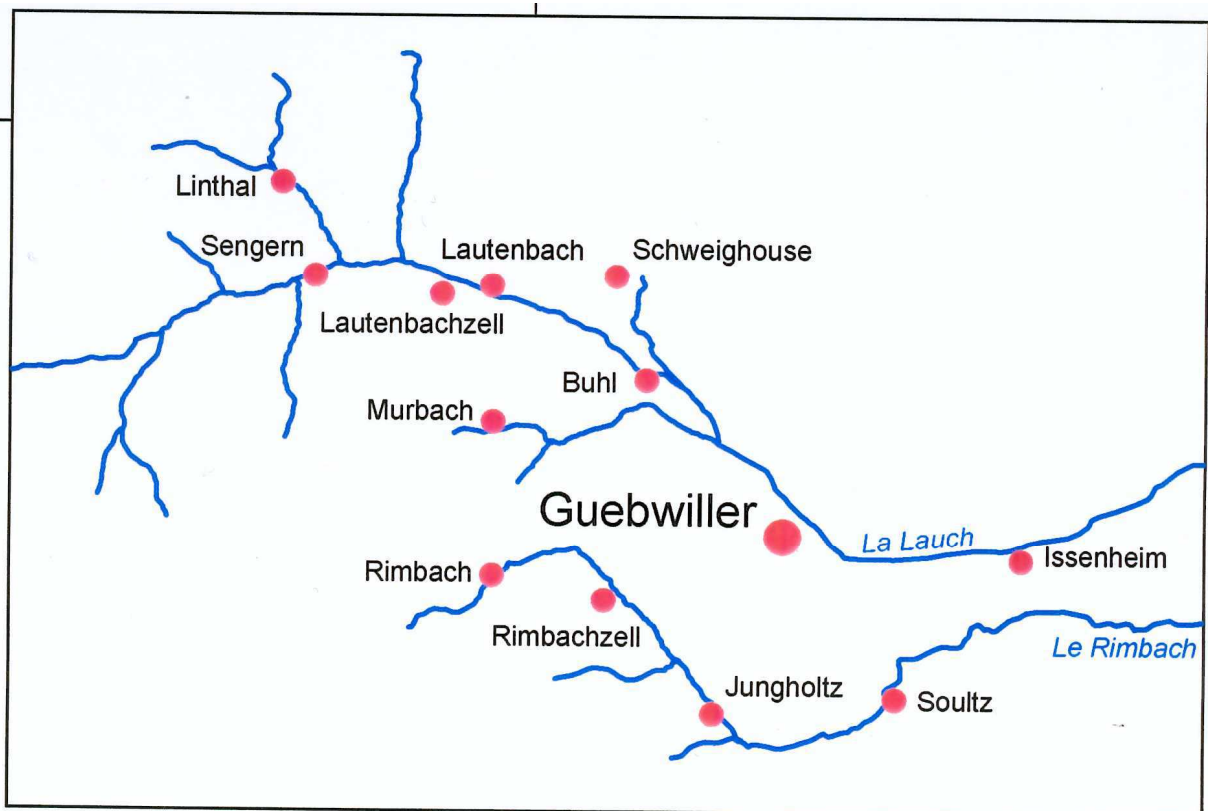 Linthal
Sengern
Lautenbach
Schweighouse
Lautenbachzell
Buhl
Murbach
Guebwiller
La Lauch
Issenheim
Rimbach
Rimbachzell
Le Rimbach
Jungholtz
Soultz